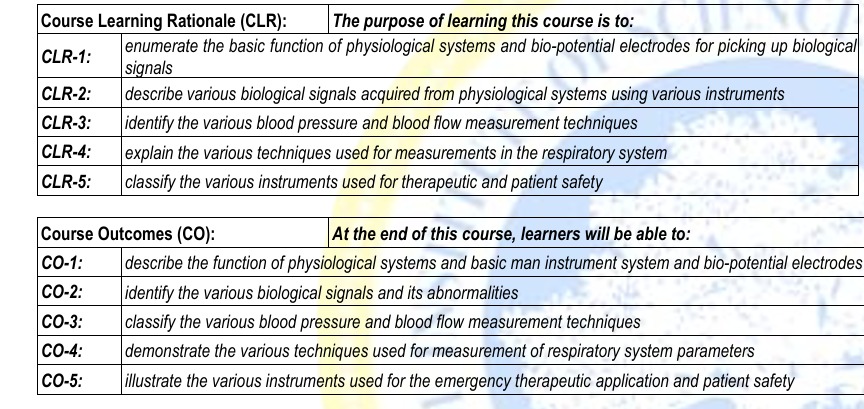 Course Learning Rationale (CLR): The purpose of learning this course is to:
CLR-1: enumerate the basic function of physiological systems and bio-potential electrodes for picking up biological
signals
CLR-2: describe various biological signals acquired from physiological systems using various instruments
CLR-3: identify the various blood pressure and blood flow measurement techniques
CLR-4: explain the various techniques used for measurements in the respiratory system
CLR-5: classify the various instruments used for therapeutic and patient safety
Course Outcomes (CO): At the end of this course, learners will be able to:
CO-1: describe the function of physiological systems and basic man instrument system and bio-potential electrodes
CO-2: identify the various biological signals and its abnormalities
CO-3: classify the various blood pressure and blood flow measurement techniques
CO-4: demonstrate the various techniques used for measurement of respiratory system parameters
CO-5: illustrate the various instruments used for the emergency therapeutic application and patient safety